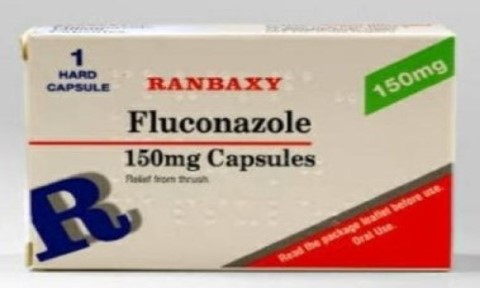 1
HARD
CAPSULE
RANBAXY
150mg
Fluconazole
150mg Capsules
Relief from thrush.
R
Read the package leaflet before use.
Oral Use.